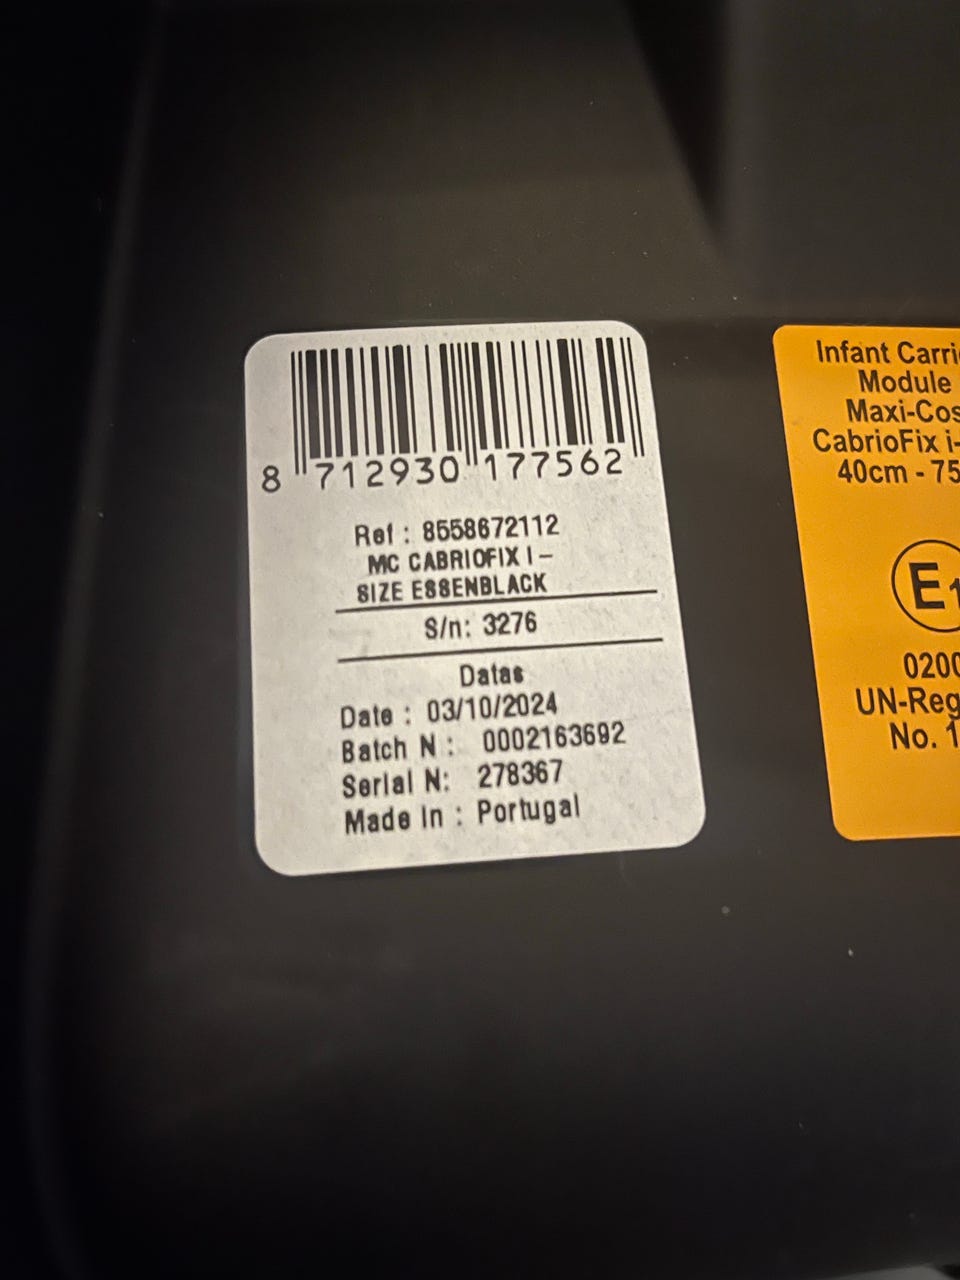 8 712930 177562
Ref : 8558672112
MC CABRIOFIX I-
SIZE ESSENBLACK
S/n: 3276
Datas
Date : 03/10/2024
Batch N : 0002163692
Serial N: 278367
Made In : Portugal
Infant Carri
Module
Maxi-Cos
CabrioFix i-
40cm - 75
E1
0200
UN-Reg
No. 1